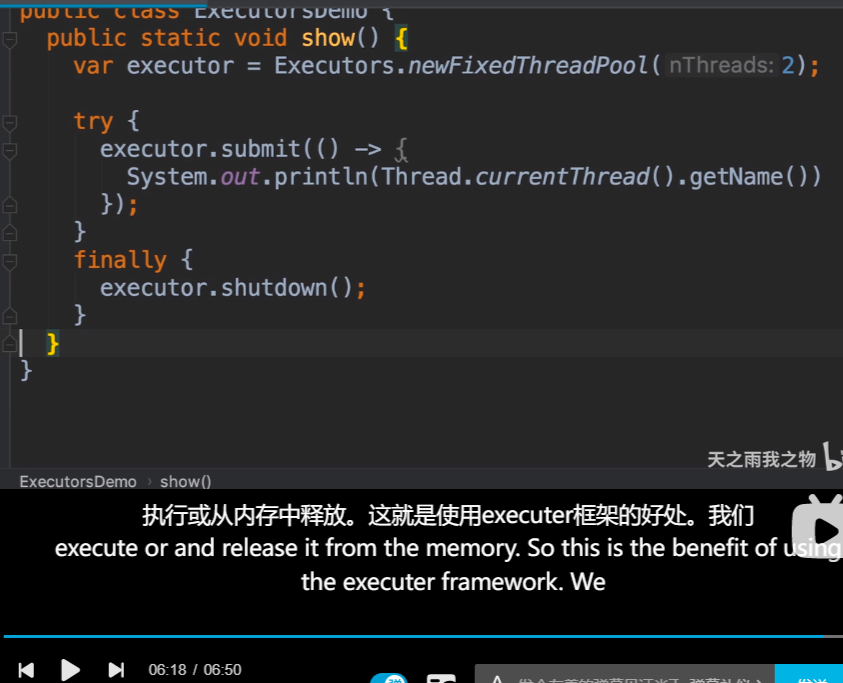 public class ExecutorsDemo {
public static void show() {
var executor = Executors.newFixedThreadPool( nThreads: 2);
try {
executor.submit(() -> {
System.out.println(Thread.currentThread().getName())
});
}
finally {
executor.shutdown();
}
}
}
天之雨我之物
ExecutorsDemo › show()
执行或从内存中释放。这就是使用executer框架的好处。我们
execute or and release it from the memory. So this is the benefit of using
the executer framework. We
06:18 / 06:50
弹
发送